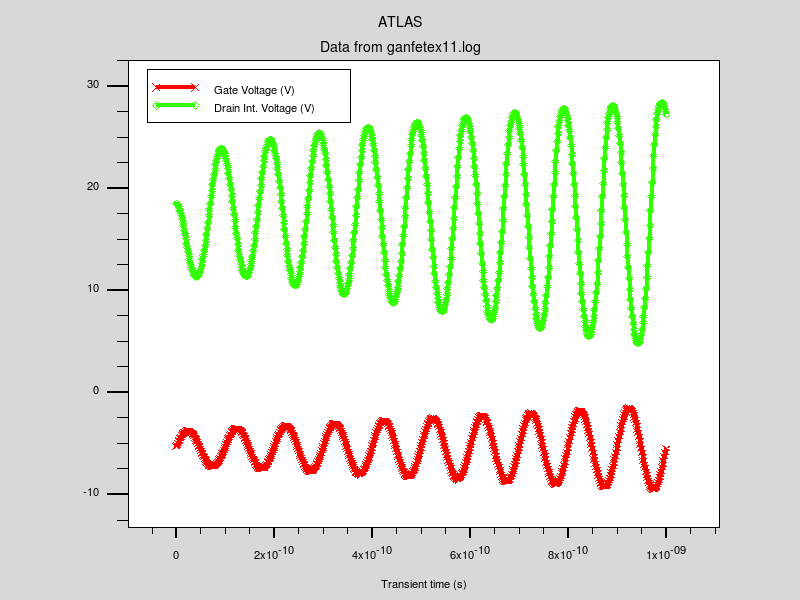 ATLAS
Data from ganfetex11.log
Gate Voltage (V)
Drain Int. Voltage (V)
30
20
10
0
-10
0 2x10-10 4x10-10 6x10-10 8x10-10 1x10-09
Transient time (s)